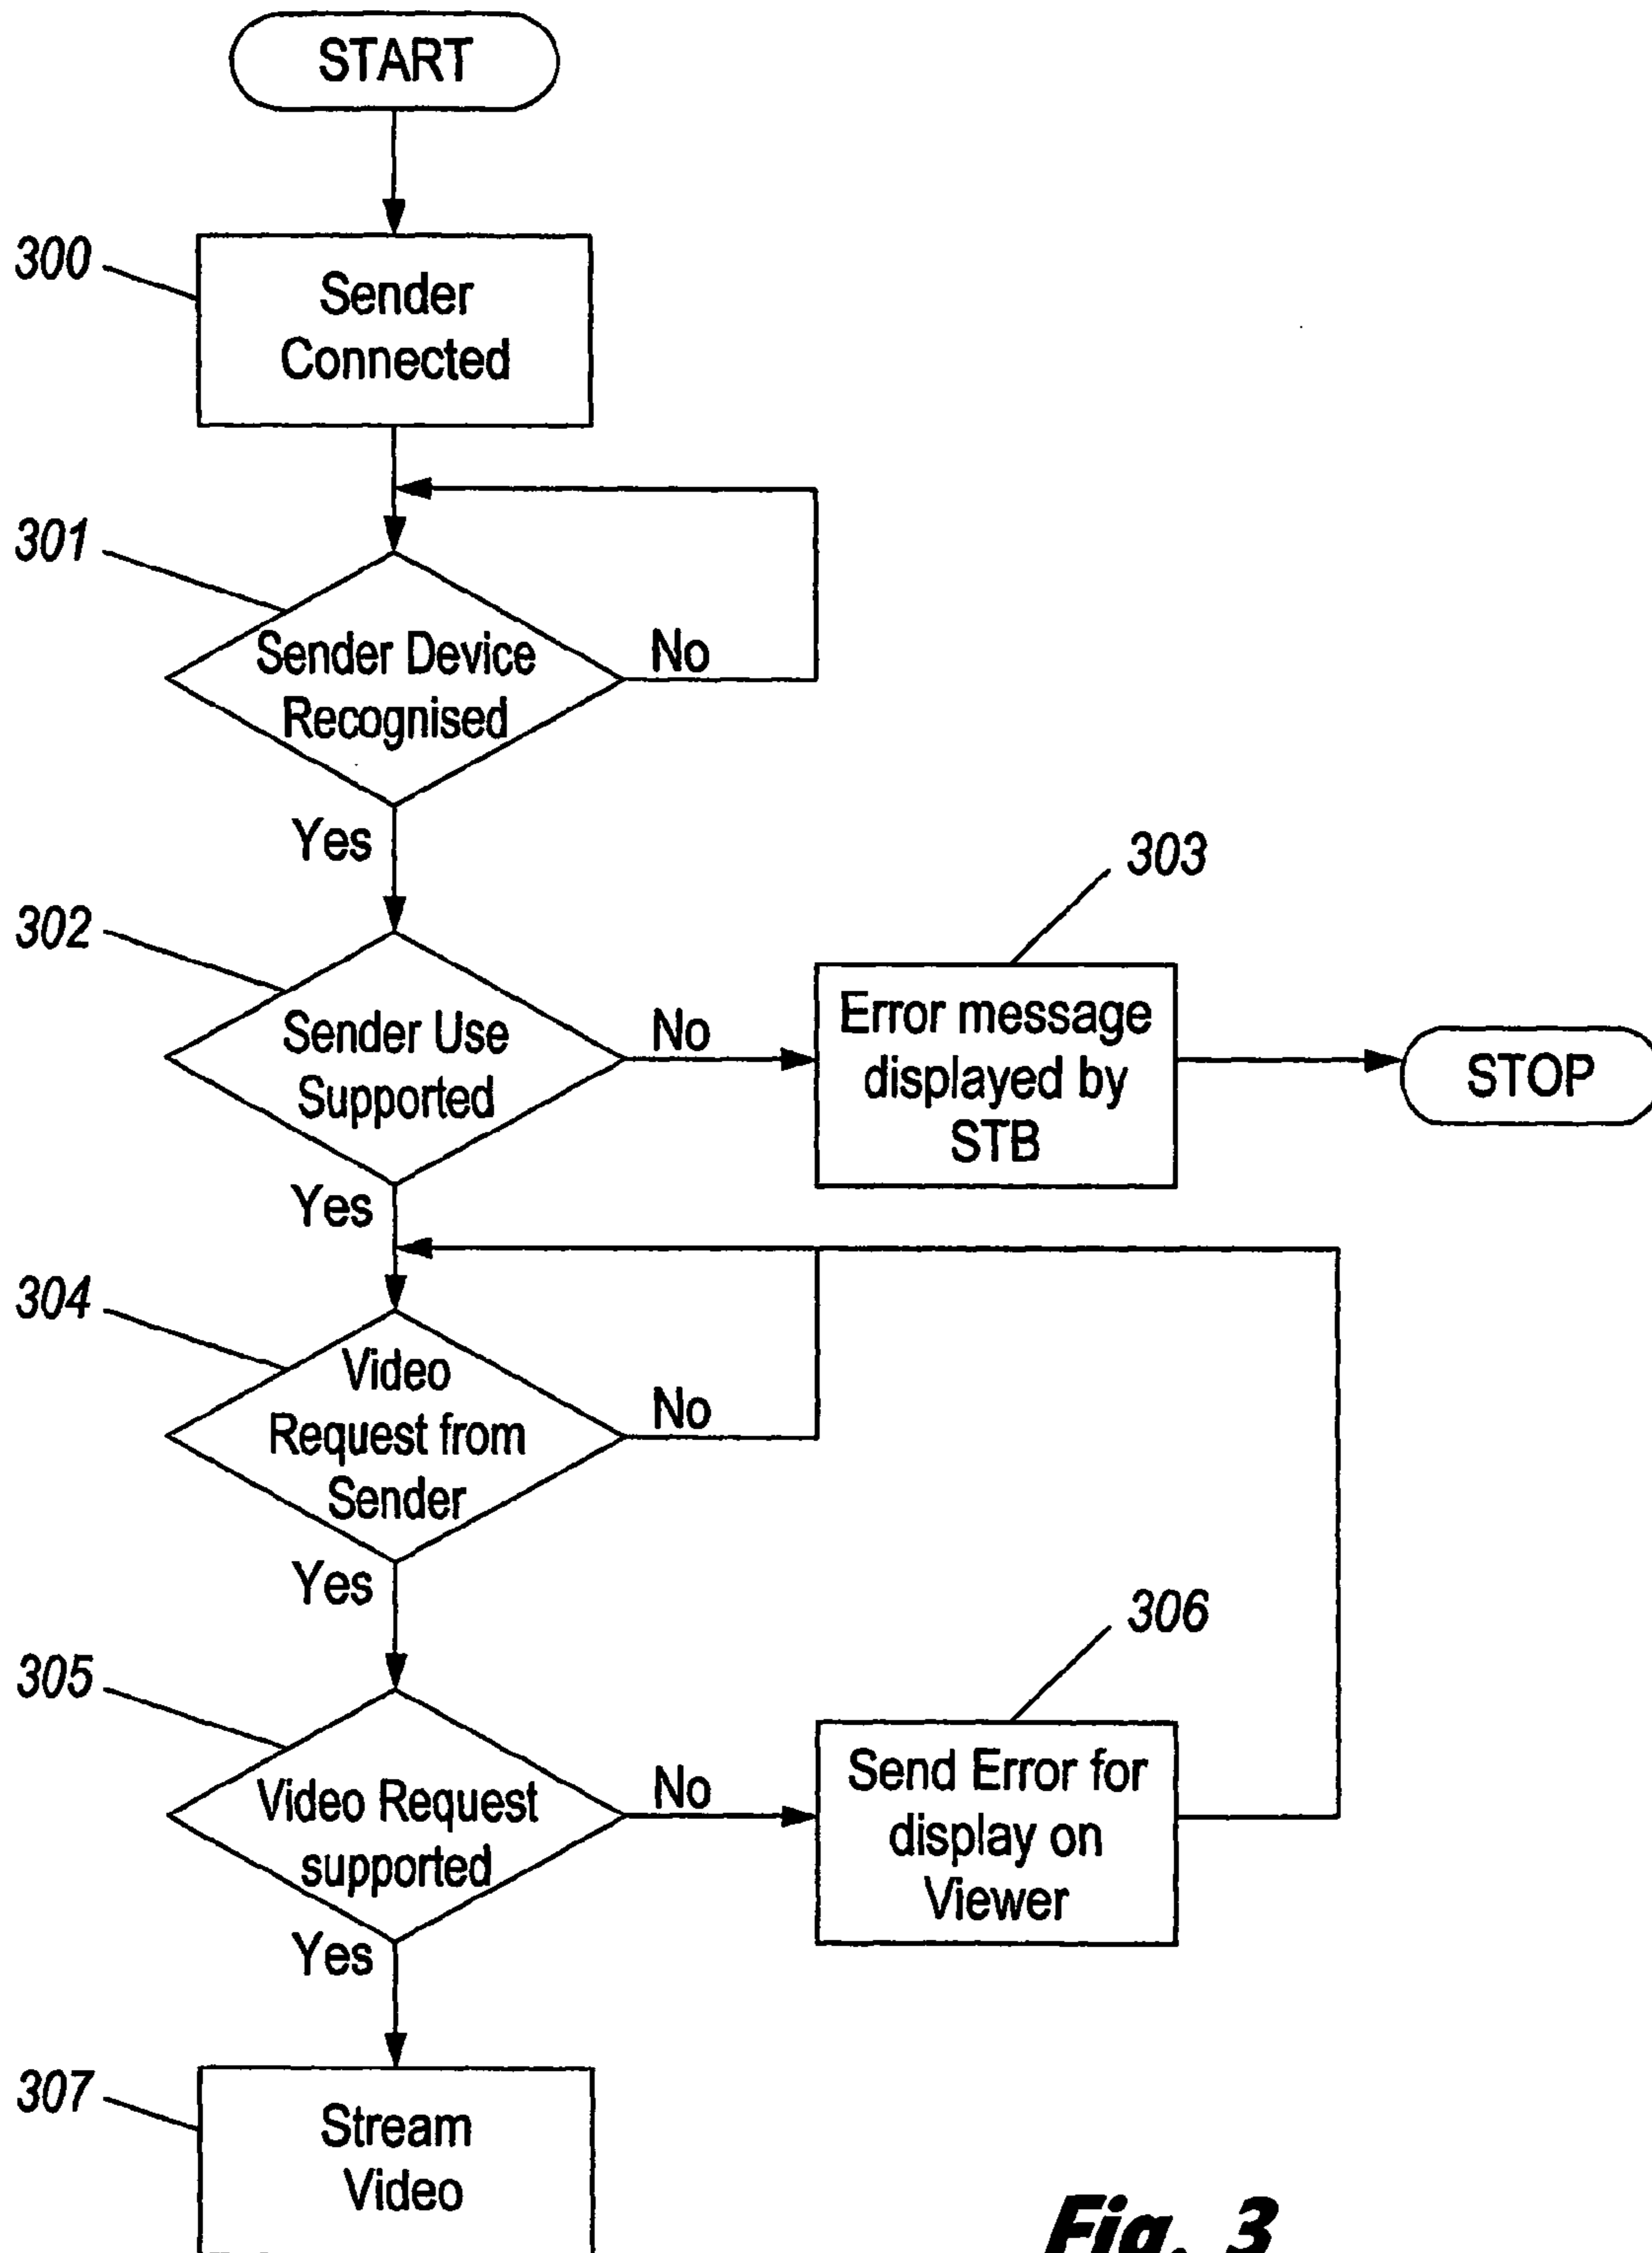 START
300
Sender
Connected
301
Sender Device
Recognised
No
Yes
302
Sender Use
Supported
No
303
Error message
displayed by
STB
STOP
Yes
304
Video
Request from
Sender
No
Yes
305
Video Request
supported
No
306
Send Error for
display on
Viewer
Yes
307
Stream
Video
Fig. 3